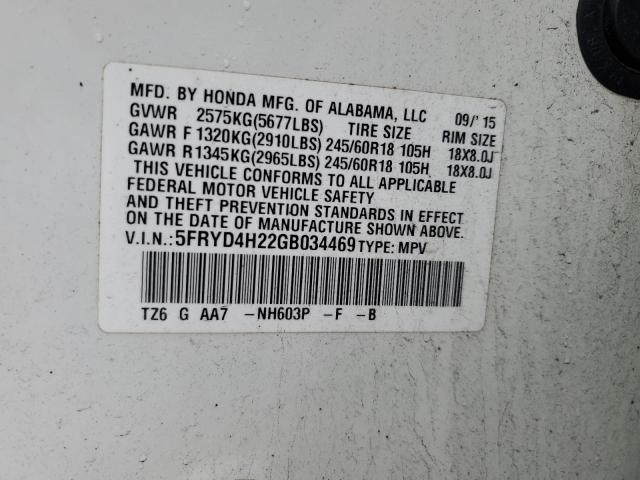 MFD. BY HONDA MFG. OF ALABAMA, LLC 09/'15
GVWR 2575KG(5677LBS) TIRE SIZE RIM SIZE
GAWR F 1320KG(2910LBS) 245/60R18 105H 18X8.0J
GAWR R 1345KG(2965LBS) 245/60R18 105H 18X8.0J
THIS VEHICLE CONFORMS TO ALL APPLICABLE
FEDERAL MOTOR VEHICLE SAFETY
AND THEFT PREVENTION STANDARDS IN EFFECT
ON THE DATE OF MANUFACTURE SHOWN ABOVE.
V.I.N.:5FRYD4H22GB034469 TYPE: MPV
TZ6 G AA7 -NH603P -F -B